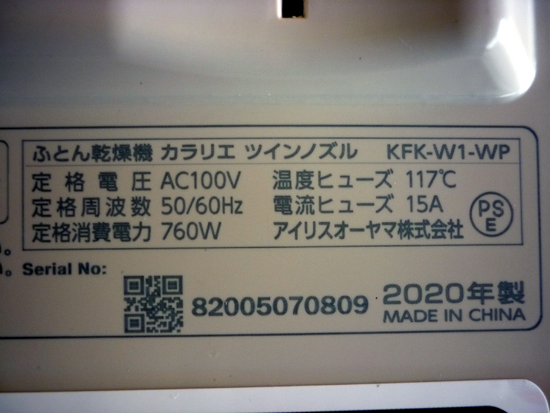 ふとん乾燥機 カラリエ ツインノズル KFK-W1-WP
定格電圧 AC100V 温度ヒューズ 117℃
定格周波数 50/60Hz 電流ヒューズ 15A
定格消費電力 760W アイリスオーヤマ株式会社
PS
E
。
。
Serial No:
82005070809 2020年製
MADE IN CHINA